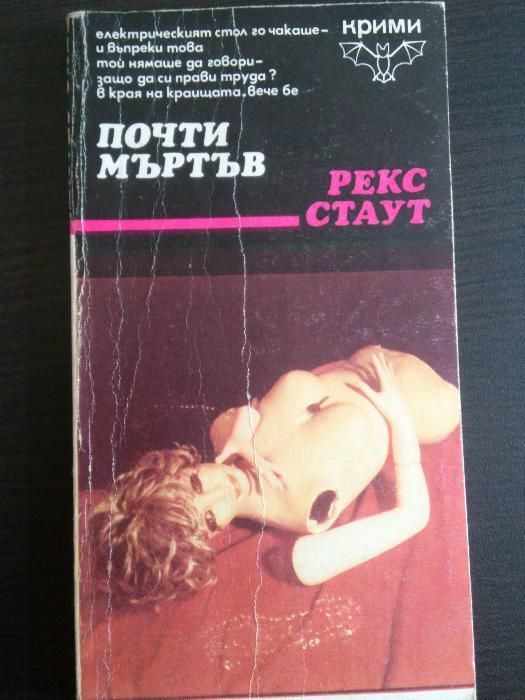 електрическият стол го чакаше-
и въпреки това
той нямаше да говори-
защо да си прави труда?
в края на краищата, вече бе
крими
ПОЧТИ
МЪРТЪВ
РЕКС
СТАУТ